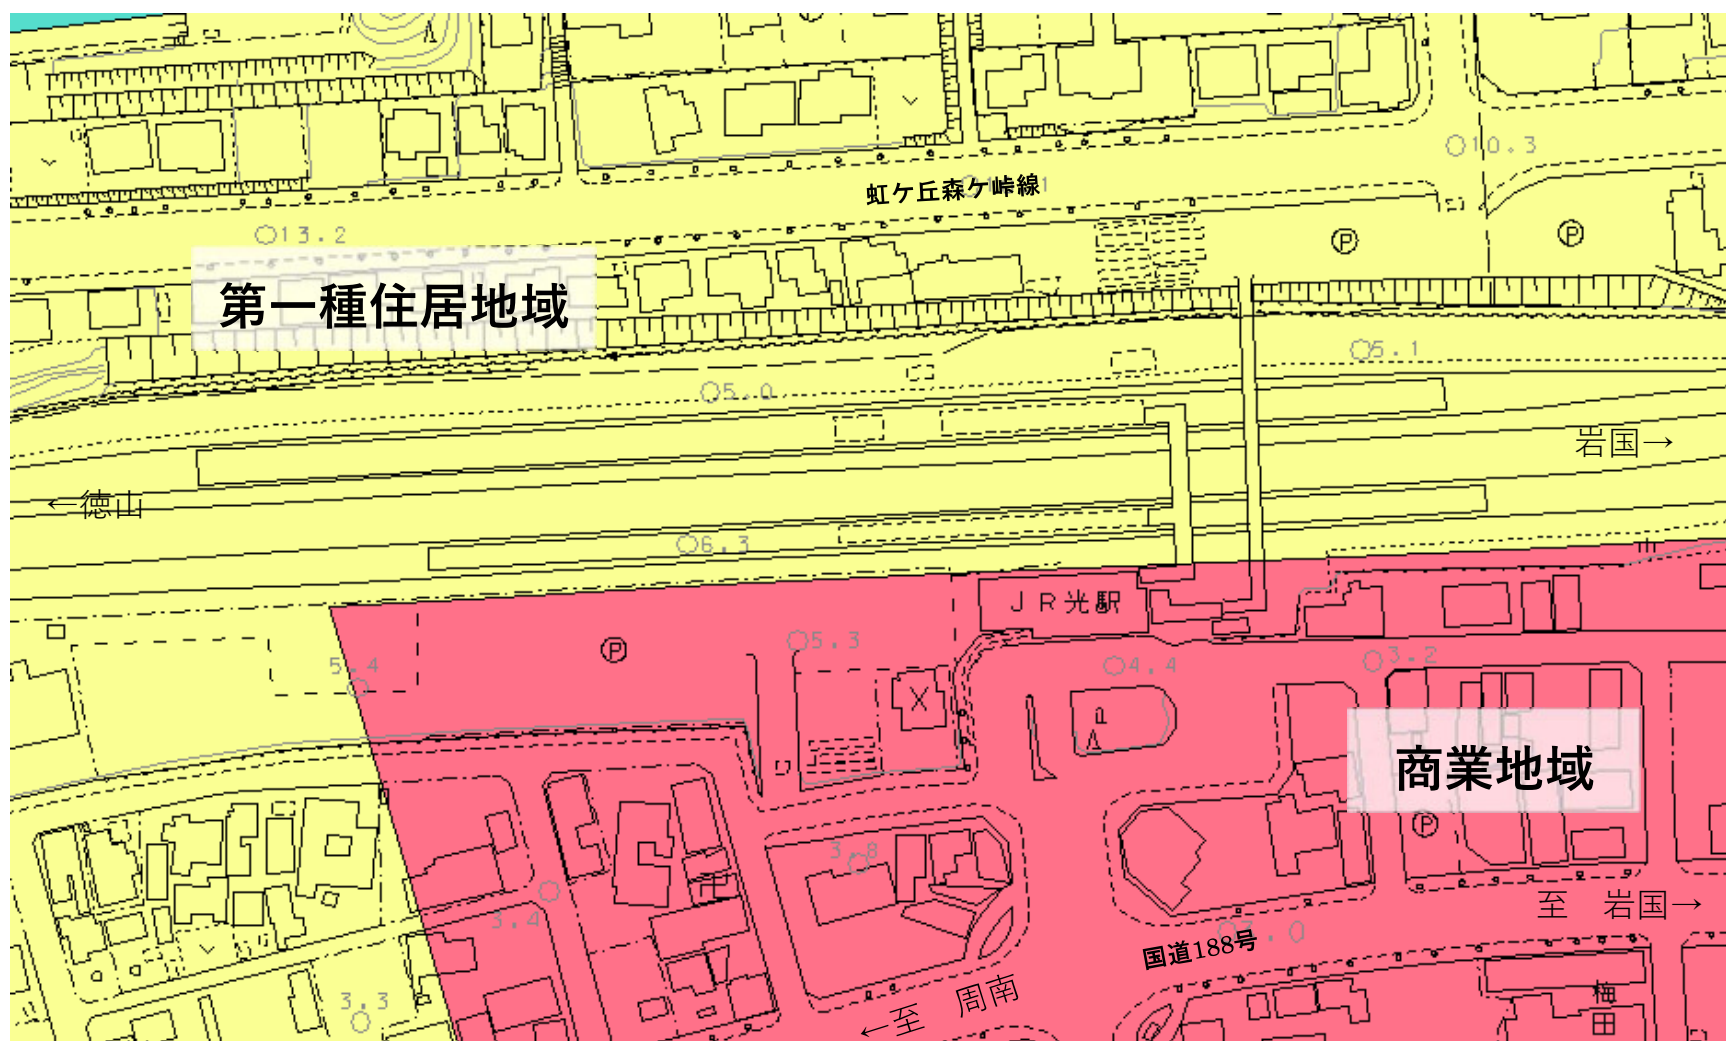 10.3
虹ケ丘森ケ峠線
13.2
Ⓟ
Ⓟ
第一種住居地域
5.1
5.0
岩国→
←徳山
6.3
JR光駅
Ⓟ
5.3
4.4
3.2
5.4
商業地域
Ⓟ
3.8
3.4
至 岩国→
国道188号
←至 周南
3.3
梅田